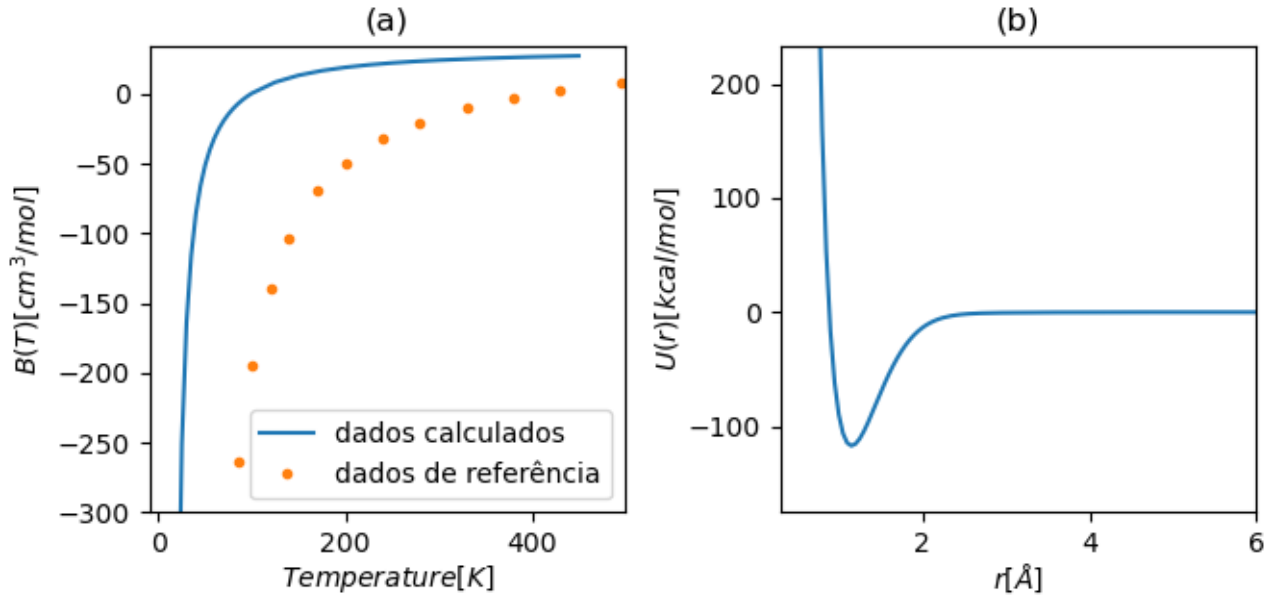 (a)
B(T)[cm³/mol]
0
−50
−100
−150
−200
−250
−300
dados calculados
dados de referência
0
200
400
Temperature[K]
(b)
U(r)[kcal/mol]
200
100
0
−100
2
4
6
r[Å]